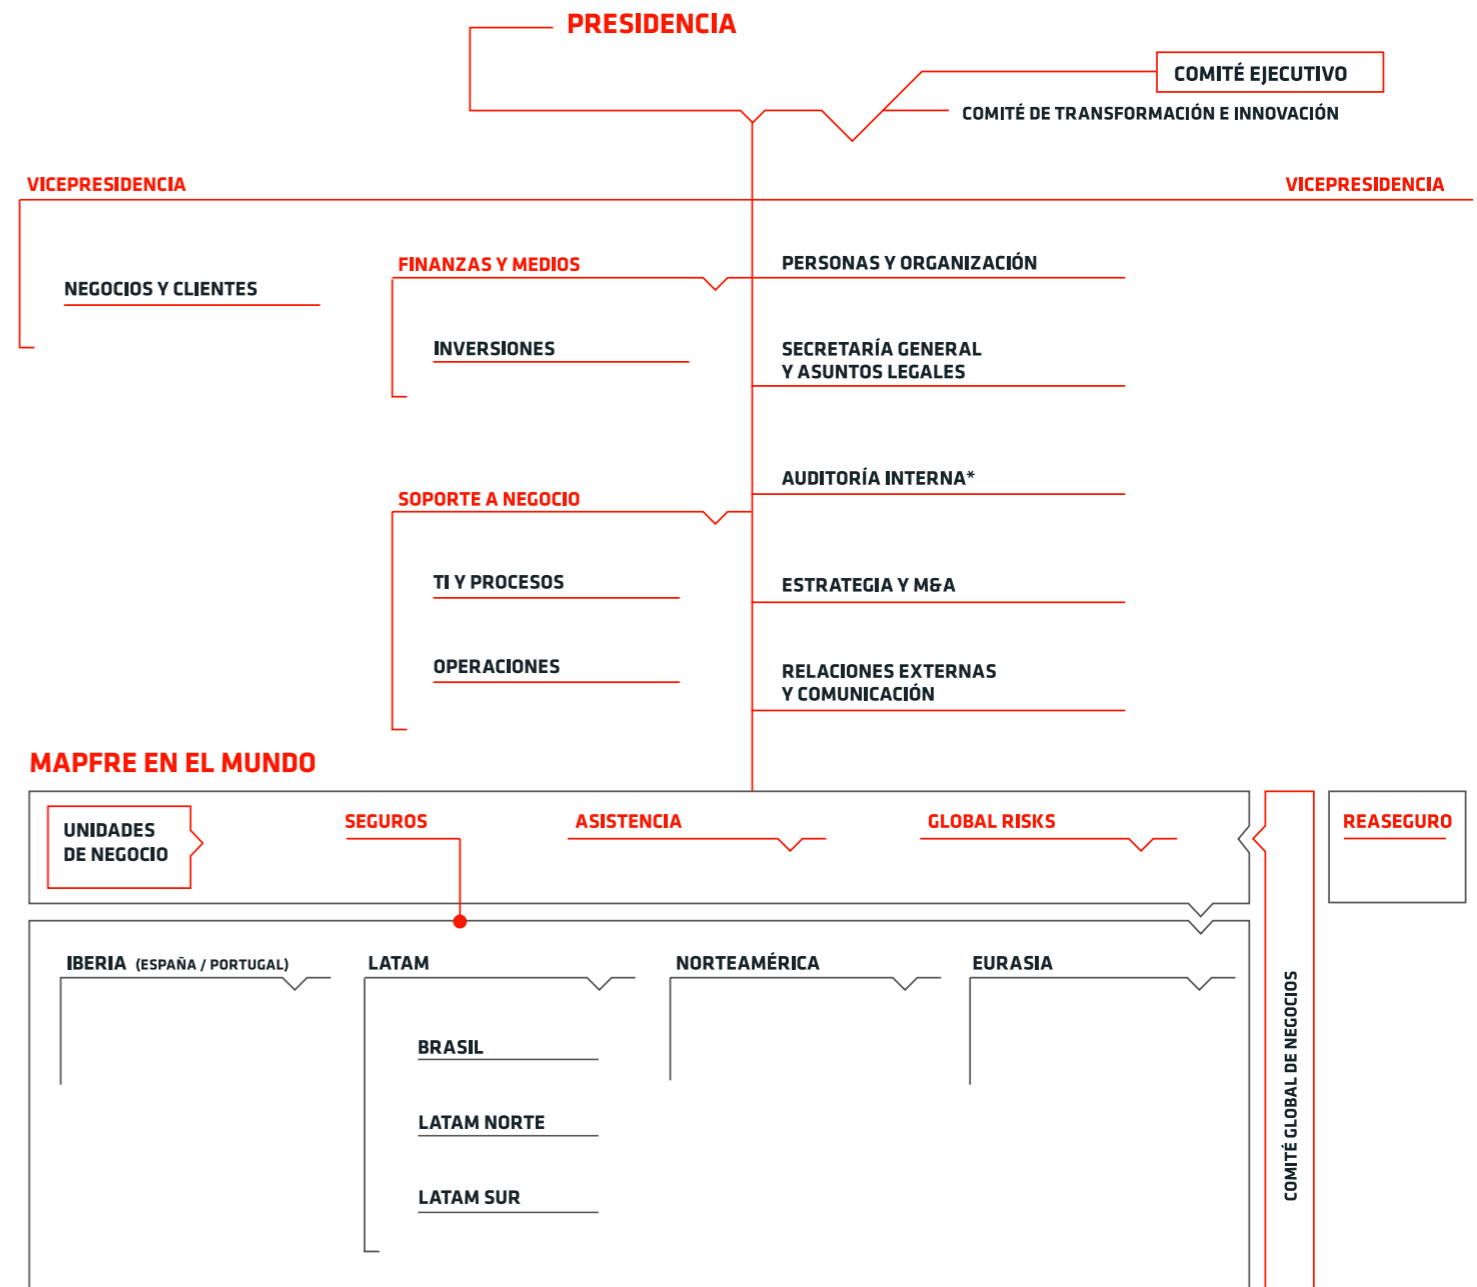 PRESIDENCIA
COMITÉ EJECUTIVO
COMITÉ DE TRANSFORMACIÓN E INNOVACIÓN
VICEPRESIDENCIA
VICEPRESIDENCIA
NEGOCIOS Y CLIENTES
FINANZAS Y MEDIOS
INVERSIONES
PERSONAS Y ORGANIZACIÓN
SECRETARÍA GENERAL
Y ASUNTOS LEGALES
AUDITORÍA INTERNA*
SOPORTE A NEGOCIO
TI Y PROCESOS
OPERACIONES
ESTRATEGIA Y M&A
RELACIONES EXTERNAS
Y COMUNICACIÓN
MAPFRE EN EL MUNDO
UNIDADES
DE NEGOCIO
SEGUROS
ASISTENCIA
GLOBAL RISKS
REASEGURO
IBERIA (ESPAÑA / PORTUGAL)
LATAM
BRASIL
LATAM NORTE
LATAM SUR
NORTEAMÉRICA
EURASIA
COMITÉ GLOBAL DE NEGOCIOS